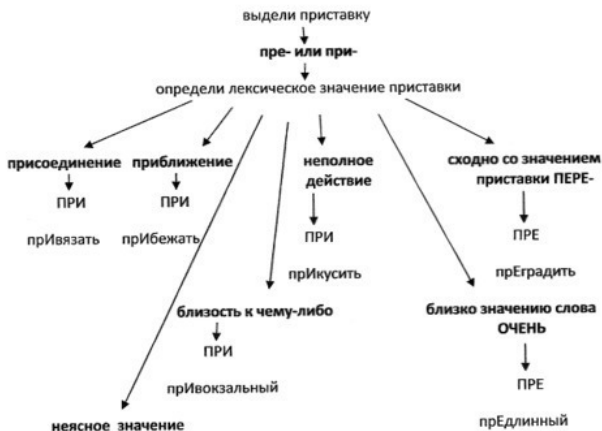 выдели приставку
пре- или при-
определи лексическое значение приставки
присоединение
ПРИ
прИвязать
приближение
ПРИ
прИбежать
неполное
действие
ПРИ
прИкусить
сходно со значением
приставки ПЕРЕ-
ПРЕ
прЕградить
близость к чему-либо
ПРИ
прИвокзальный
близко значению слова
ОЧЕНЬ
ПРЕ
прЕдлинный
неясное значение